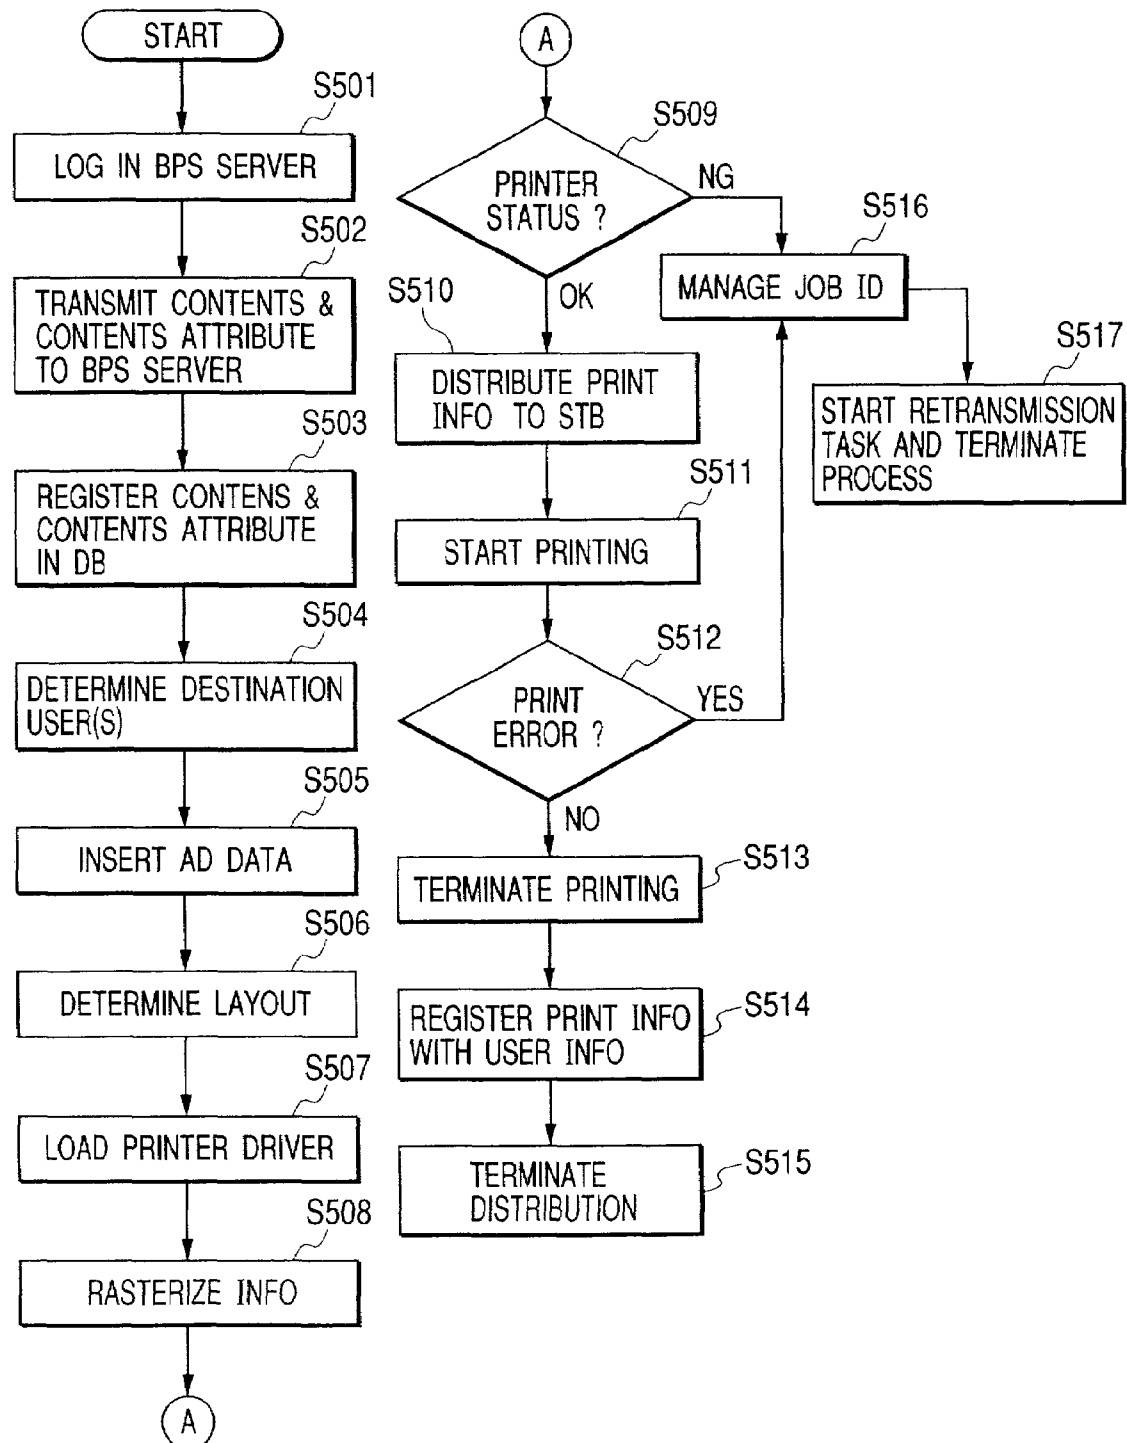 START
S501
LOG IN BPS SERVER
S502
TRANSMIT CONTENTS &
CONTENTS ATTRIBUTE
TO BPS SERVER
S503
REGISTER CONTENS &
CONTENTS ATTRIBUTE
IN DB
S504
DETERMINE DESTINATION
USER(S)
S505
INSERT AD DATA
S506
DETERMINE LAYOUT
S507
LOAD PRINTER DRIVER
S508
RASTERIZE INFO
A
A
S509
PRINTER
STATUS ?
NG
OK
S510
DISTRIBUTE PRINT
INFO TO STB
S511
START PRINTING
S512
PRINT
ERROR ?
YES
NO
S513
TERMINATE PRINTING
S514
REGISTER PRINT INFO
WITH USER INFO
S515
TERMINATE
DISTRIBUTION
S516
MANAGE JOB ID
S517
START RETRANSMISSION
TASK AND TERMINATE
PROCESS